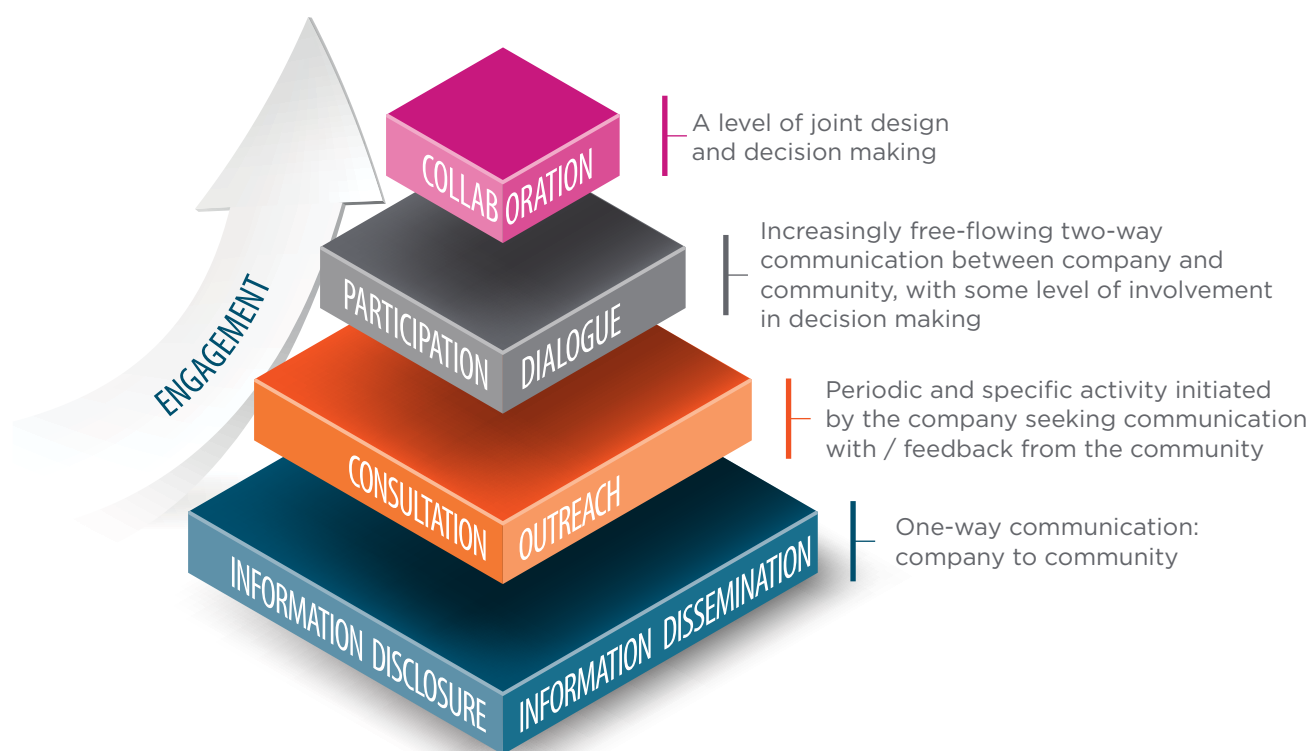 COLLABORATION
A level of joint design
and decision making
ENGAGEMENT
PARTICIPATION
DIALOGUE
Increasingly free-flowing two-way
communication between company and
community, with some level of involvement
in decision making
CONSULTATION
OUTREACH
Periodic and specific activity initiated
by the company seeking communication
with / feedback from the community
INFORMATION DISCLOSURE
INFORMATION DISSEMINATION
One-way communication:
company to community